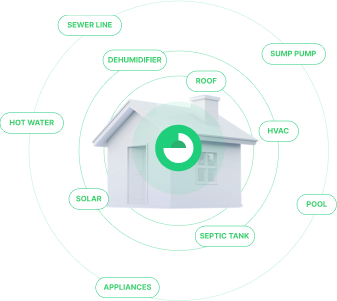 SEWER LINE
SUMP PUMP
DEHUMIDIFIER
ROOF
HOT WATER
HVAC
SOLAR
POOL
SEPTIC TANK
APPLIANCES